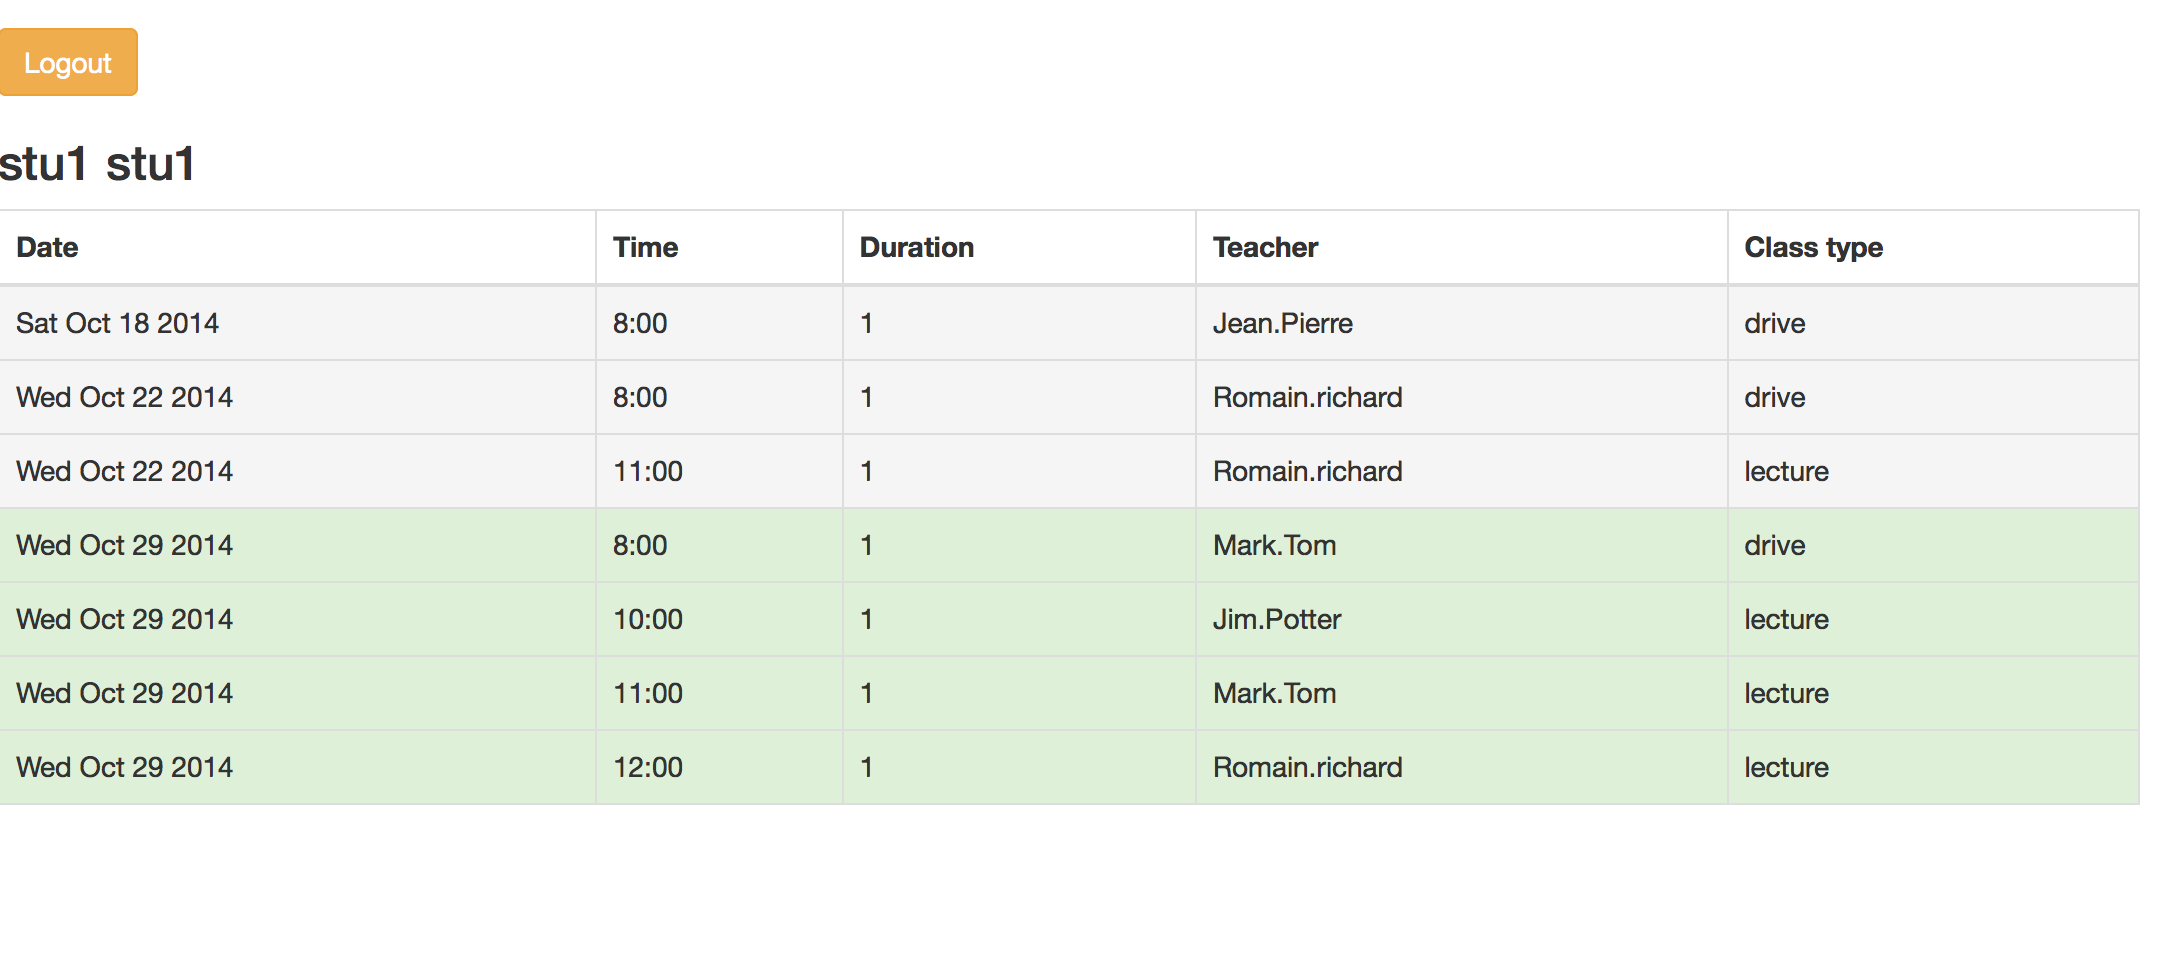 Logout
stu1 stu1
Date Time Duration Teacher Class type
Sat Oct 18 2014 8:00 1 Jean.Pierre drive
Wed Oct 22 2014 8:00 1 Romain.richard drive
Wed Oct 22 2014 11:00 1 Romain.richard lecture
Wed Oct 29 2014 8:00 1 Mark.Tom drive
Wed Oct 29 2014 10:00 1 Jim.Potter lecture
Wed Oct 29 2014 11:00 1 Mark.Tom lecture
Wed Oct 29 2014 12:00 1 Romain.richard lecture